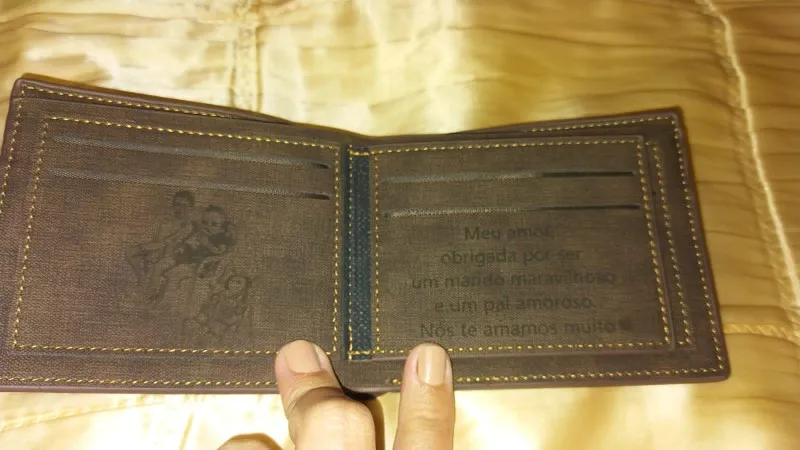 Meu amor,
obrigada por ser
um marido maravilhoso
e um pai amoroso.
Nós te amamos muito